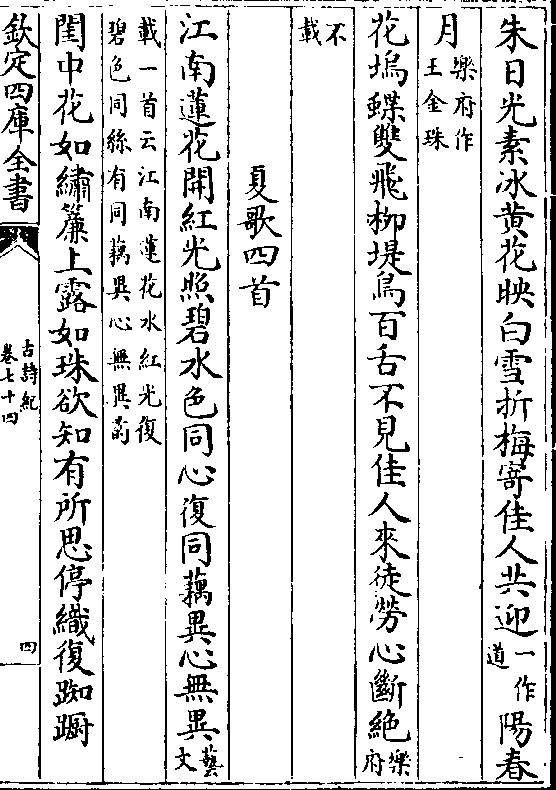 朱日光素冰黃花映白雪折梅寄佳人共迎一作道陽春
月樂府作王金珠
花塢蝶雙飛柳堤鳥百舌不見佳人來徒勞心斷絶樂府
不載
夏歌四首
江南蓮花開紅光照碧水色同心復同藕異心無異藝文
載一首云江南蓮花水紅光復
碧色同絲有同藕異心無異菂
閨中花如繡簾上露如珠欲知有所思停織復踟蹰
欽定四庫全書
古詩紀
卷七十四
四